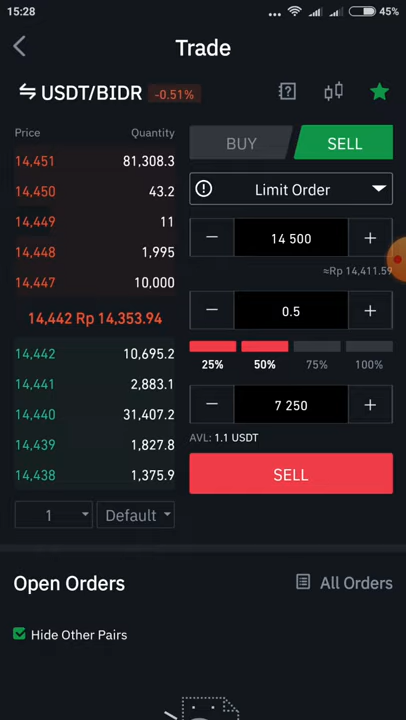 15:28
45%
Trade
USDT/BIDR -0.51%
Price Quantity
14,451 81,308.3
14,450 43.2
14,449 11
14,448 1,995
14,447 10,000
14,442 Rp 14,353.94
14,442 10,695.2
14,441 2,883.1
14,440 31,407.2
14,439 1,827.8
14,438 1,375.9
1 Default
BUY SELL
Limit Order
− 14 500 +
≈Rp 14,411.59
− 0.5 +
25% 50% 75% 100%
− 7 250 +
AVL: 1.1 USDT
SELL
Open Orders All Orders
Hide Other Pairs